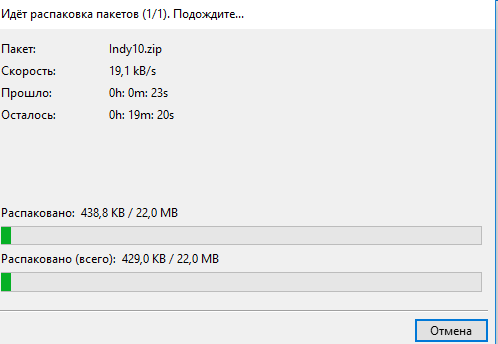 Идёт распаковка пакетов (1/1). Подождите...
Пакет: Indy10.zip
Скорость: 19,1 kB/s
Прошло: 0h: 0m: 23s
Осталось: 0h: 19m: 20s
Распаковано: 438,8 KB / 22,0 MB
Распаковано (всего): 429,0 KB / 22,0 MB
Отмена